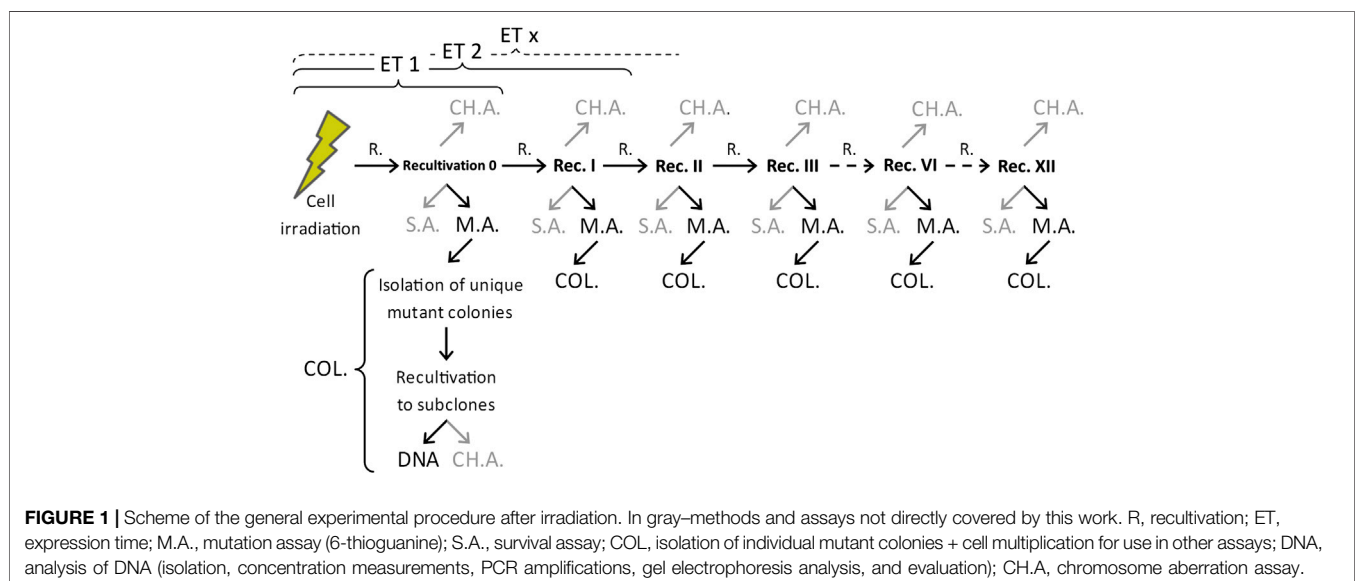 ET x
ET 2
ET 1
CH.A. CH.A. CH.A. CH.A. CH.A. CH.A.
R. Recultivation 0 R. Rec. I R. Rec. II R. Rec. III R. Rec. VI R. Rec. XII
Cell
irradiation
S.A. M.A. S.A. M.A. S.A. M.A. S.A. M.A. S.A. M.A. S.A. M.A.
COL. COL. COL. COL. COL.
Isolation of unique
mutant colonies
COL.
Recultivation
to subclones
DNA CH.A.
FIGURE 1 | Scheme of the general experimental procedure after irradiation. In gray–methods and assays not directly covered by this work. R, recultivation; ET,
expression time; M.A., mutation assay (6-thioguanine); S.A., survival assay; COL, isolation of individual mutant colonies + cell multiplication for use in other assays; DNA,
analysis of DNA (isolation, concentration measurements, PCR amplifications, gel electrophoresis analysis, and evaluation); CH.A, chromosome aberration assay.